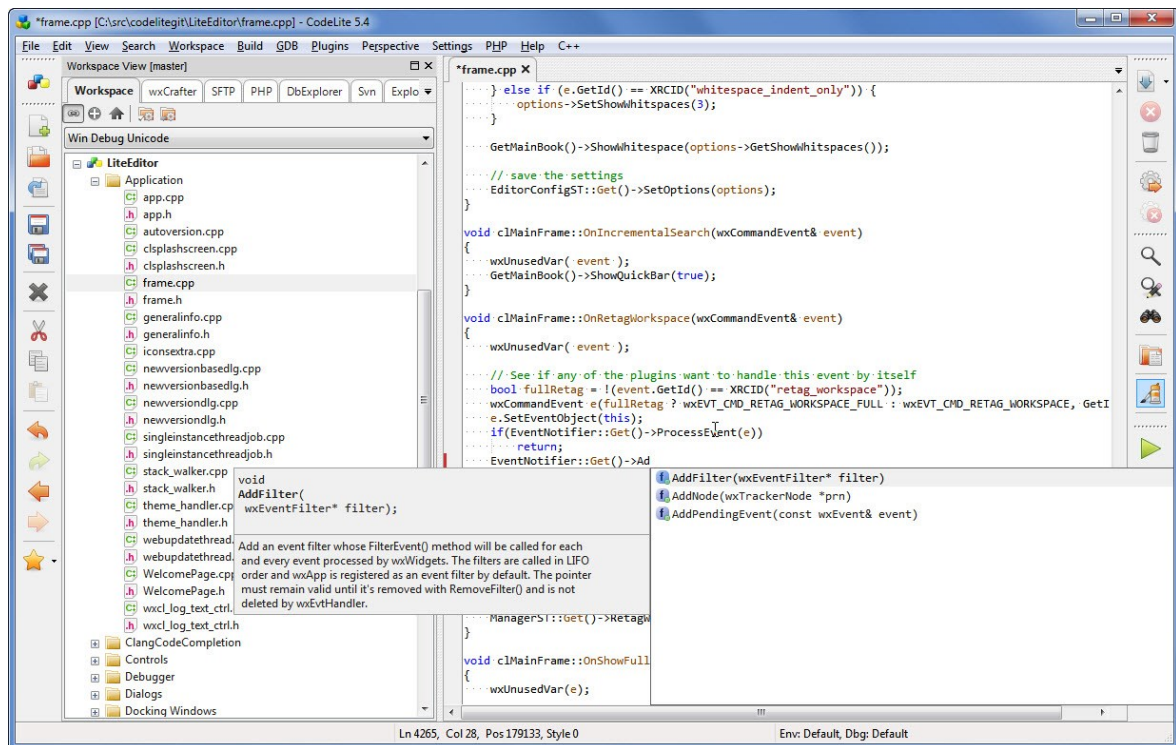 *frame.cpp [C:\src\codelitegit\LiteEditor\frame.cpp] - CodeLite 5.4
File Edit View Search Workspace Build GDB Plugins Perspective Settings PHP Help C++
Workspace View [master]
Workspace wxCrafter SFTP PHP DbExplorer Svn Explo
Win Debug Unicode
LiteEditor
Application
app.cpp
app.h
autoversion.cpp
clsplashscreen.cpp
clsplashscreen.h
frame.cpp
frame.h
generalinfo.cpp
generalinfo.h
iconsextra.cpp
newversionbasedlg.cpp
newversionbasedlg.h
newversiondlg.cpp
newversiondlg.h
singleinstancethreadjob.cpp
singleinstancethreadjob.h
stack_walker.cpp
stack_walker.h
theme_handler.cp
theme_handler.h
webupdatethread.
webupdatethread.
WelcomePage.cpp
WelcomePage.h
wxcl_log_text_ctrl.
wxcl_log_text_ctrl.h
ClangCodeCompletion
Controls
Debugger
Dialogs
Docking Windows
*frame.cpp
} else if (e.GetId() == XRCID("whitespace_indent_only")) {
options->SetShowWhitspaces(3);
}
GetMainBook()->ShowWhitespace(options->GetShowWhitspaces());
// save the settings
EditorConfigST::Get()->SetOptions(options);
}
void clMainFrame::OnIncrementalSearch(wxCommandEvent& event)
{
wxUnusedVar( event );
GetMainBook()->ShowQuickBar(true);
}
void clMainFrame::OnRetagWorkspace(wxCommandEvent& event)
{
wxUnusedVar( event );
// See if any of the plugins want to handle this event by itself
bool fullRetag = !(event.GetId() == XRCID("retag_workspace"));
wxCommandEvent e(fullRetag ? wxEVT_CMD_RETAG_WORKSPACE_FULL : wxEVT_CMD_RETAG_WORKSPACE, GetI
e.SetEventObject(this);
if(EventNotifier::Get()->ProcessEvent(e))
return;
EventNotifier::Get()->Ad
AddFilter(wxEventFilter* filter)
AddNode(wxTrackerNode *prn)
AddPendingEvent(const wxEvent& event)
void
AddFilter(
wxEventFilter* filter);
Add an event filter whose FilterEvent() method will be called for each
and every event processed by wxWidgets. The filters are called in LIFO
order and wxApp is registered as an event filter by default. The pointer
must remain valid until it's removed with RemoveFilter() and is not
deleted by wxEvtHandler.
ManagerST::Get()->RetagW
}
void clMainFrame::OnShowFull
{
wxUnusedVar(e);
Ln 4265, Col 28, Pos 179133, Style 0
Env: Default, Dbg: Default